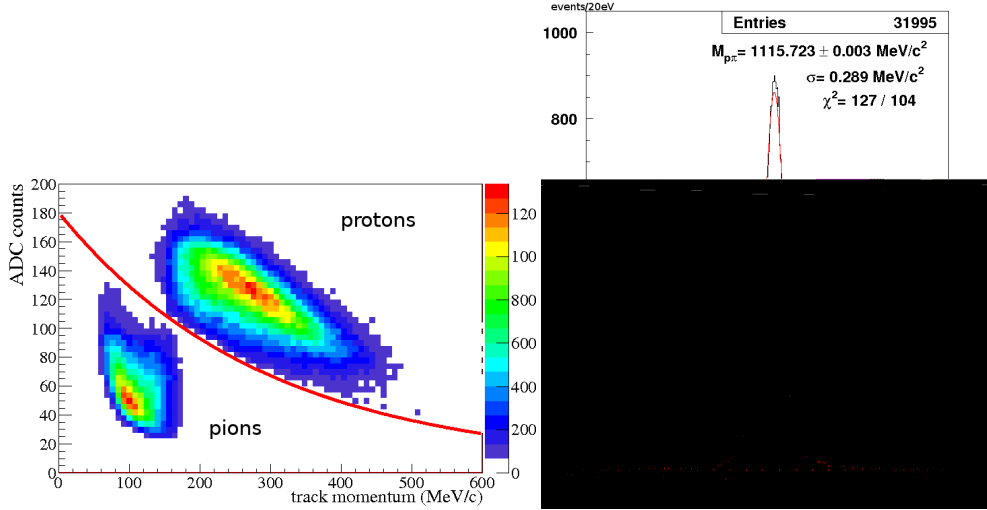 events/20eV
Entries 31995
M_pπ= 1115.723 ± 0.003 MeV/c²
σ= 0.289 MeV/c²
χ²= 127 / 104
1000
800
ADC counts
200
180
160
140
120
100
80
60
40
20
0
protons
pions
120
1000
800
600
400
200
0
0 100 200 300 400 500 600
track momentum (MeV/c)